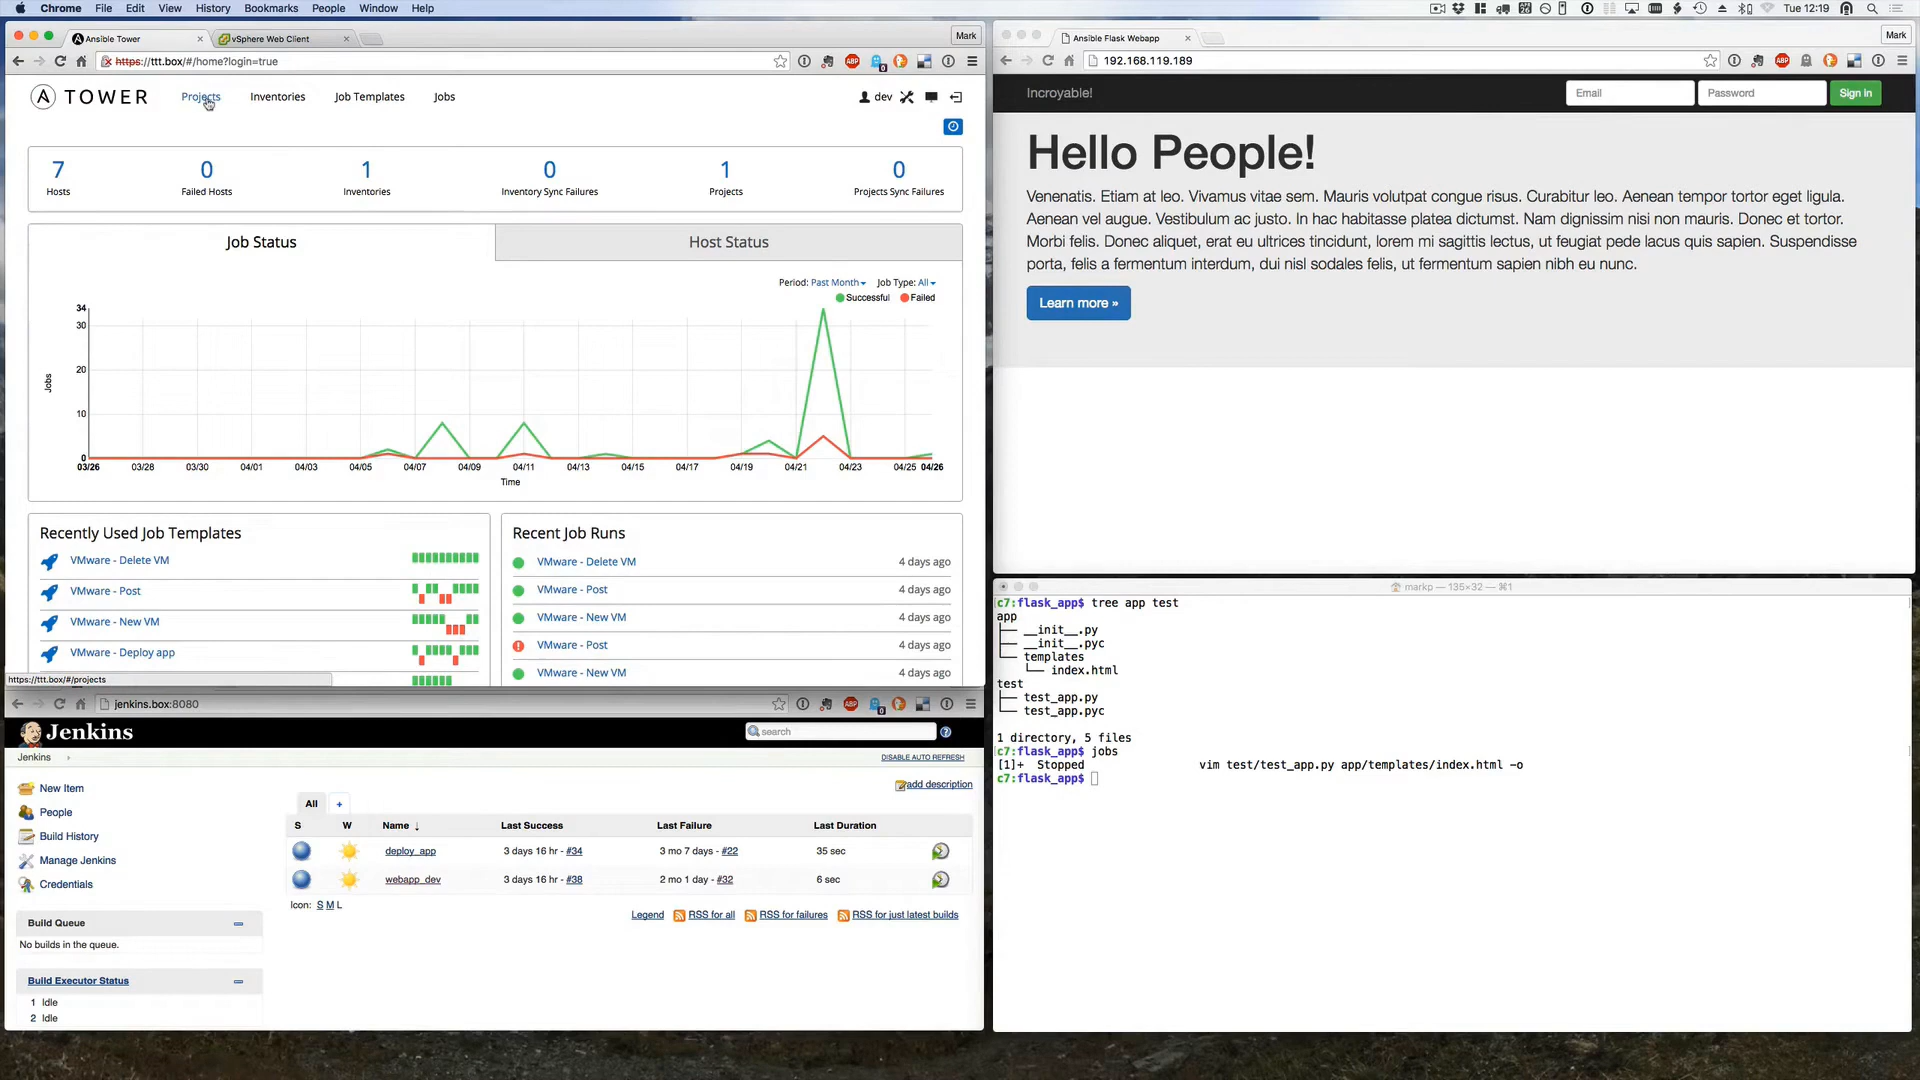 Chrome File Edit View History Bookmarks People Window Help
Tue 12:19
Ansible Tower
vSphere Web Client
Mark
https://ttt.box/#/home?login=true
TOWER
Projects Inventories Job Templates Jobs
dev
7 0 1 0 1 0
Hosts Failed Hosts Inventories Inventory Sync Failures Projects Projects Sync Failures
Job Status
Host Status
Period: Past Month Job Type: All
Successful Failed
34
30
20
10
0
Jobs
03/26 03/28 03/30 04/01 04/03 04/05 04/07 04/09 04/11 04/13 04/15 04/17 04/19 04/21 04/23 04/25 04/26
Time
Recently Used Job Templates
VMware - Delete VM
VMware - Post
VMware - New VM
VMware - Deploy app
Recent Job Runs
VMware - Delete VM 4 days ago
VMware - Post 4 days ago
VMware - New VM 4 days ago
VMware - Post 4 days ago
VMware - New VM 4 days ago
https://ttt.box/#/projects
jenkins.box:8080
Jenkins
search
Jenkins
DISABLE AUTO REFRESH
New Item
People
Build History
Manage Jenkins
Credentials
Build Queue
No builds in the queue.
Build Executor Status
1 Idle
2 Idle
add description
All +
S W Name ↓ Last Success Last Failure Last Duration
deploy_app 3 days 16 hr - #34 3 mo 7 days - #22 35 sec
webapp_dev 3 days 16 hr - #38 2 mo 1 day - #32 6 sec
Icon: S M L
Legend RSS for all RSS for failures RSS for just latest builds
Ansible Flask Webapp
Mark
192.168.119.189
Incroyable!
Email
Password
Sign in
Hello People!
Venenatis. Etiam at leo. Vivamus vitae sem. Mauris volutpat congue risus. Curabitur leo. Aenean tempor tortor eget ligula.
Aenean vel augue. Vestibulum ac justo. In hac habitasse platea dictumst. Nam dignissim nisi non mauris. Donec et tortor.
Morbi felis. Donec aliquet, erat eu ultrices tincidunt, lorem mi sagittis lectus, ut feugiat pede lacus quis sapien. Suspendisse
porta, felis a fermentum interdum, dui nisl sodales felis, ut fermentum sapien nibh eu nunc.
Learn more »
markp — 135×32 — ⌘1
[c7:flask_app$ tree app test
app
├── __init__.py
├── __init__.pyc
└── templates
    └── index.html
test
├── test_app.py
└── test_app.pyc
1 directory, 5 files
[c7:flask_app$ jobs
[1]+ Stopped vim test/test_app.py app/templates/index.html -o
c7:flask_app$